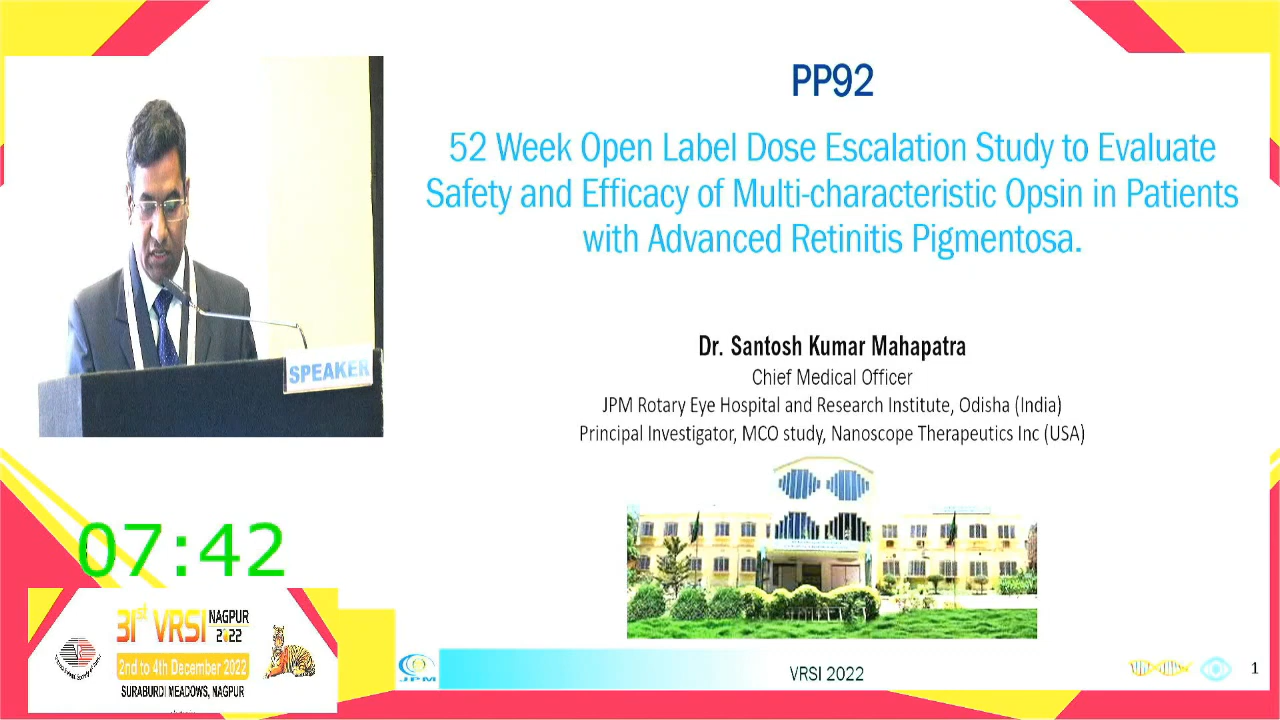 PP92
52 Week Open Label Dose Escalation Study to Evaluate
Safety and Efficacy of Multi-characteristic Opsin in Patients
with Advanced Retinitis Pigmentosa.
Dr. Santosh Kumar Mahapatra
Chief Medical Officer
JPM Rotary Eye Hospital and Research Institute, Odisha (India)
Principal Investigator, MCO study, Nanoscope Therapeutics Inc (USA)
SPEAKER
07:42
31st VRSI NAGPUR
2022
2nd to 4th December 2022
SURABURDI MEADOWS, NAGPUR
JPM
VRSI 2022
1